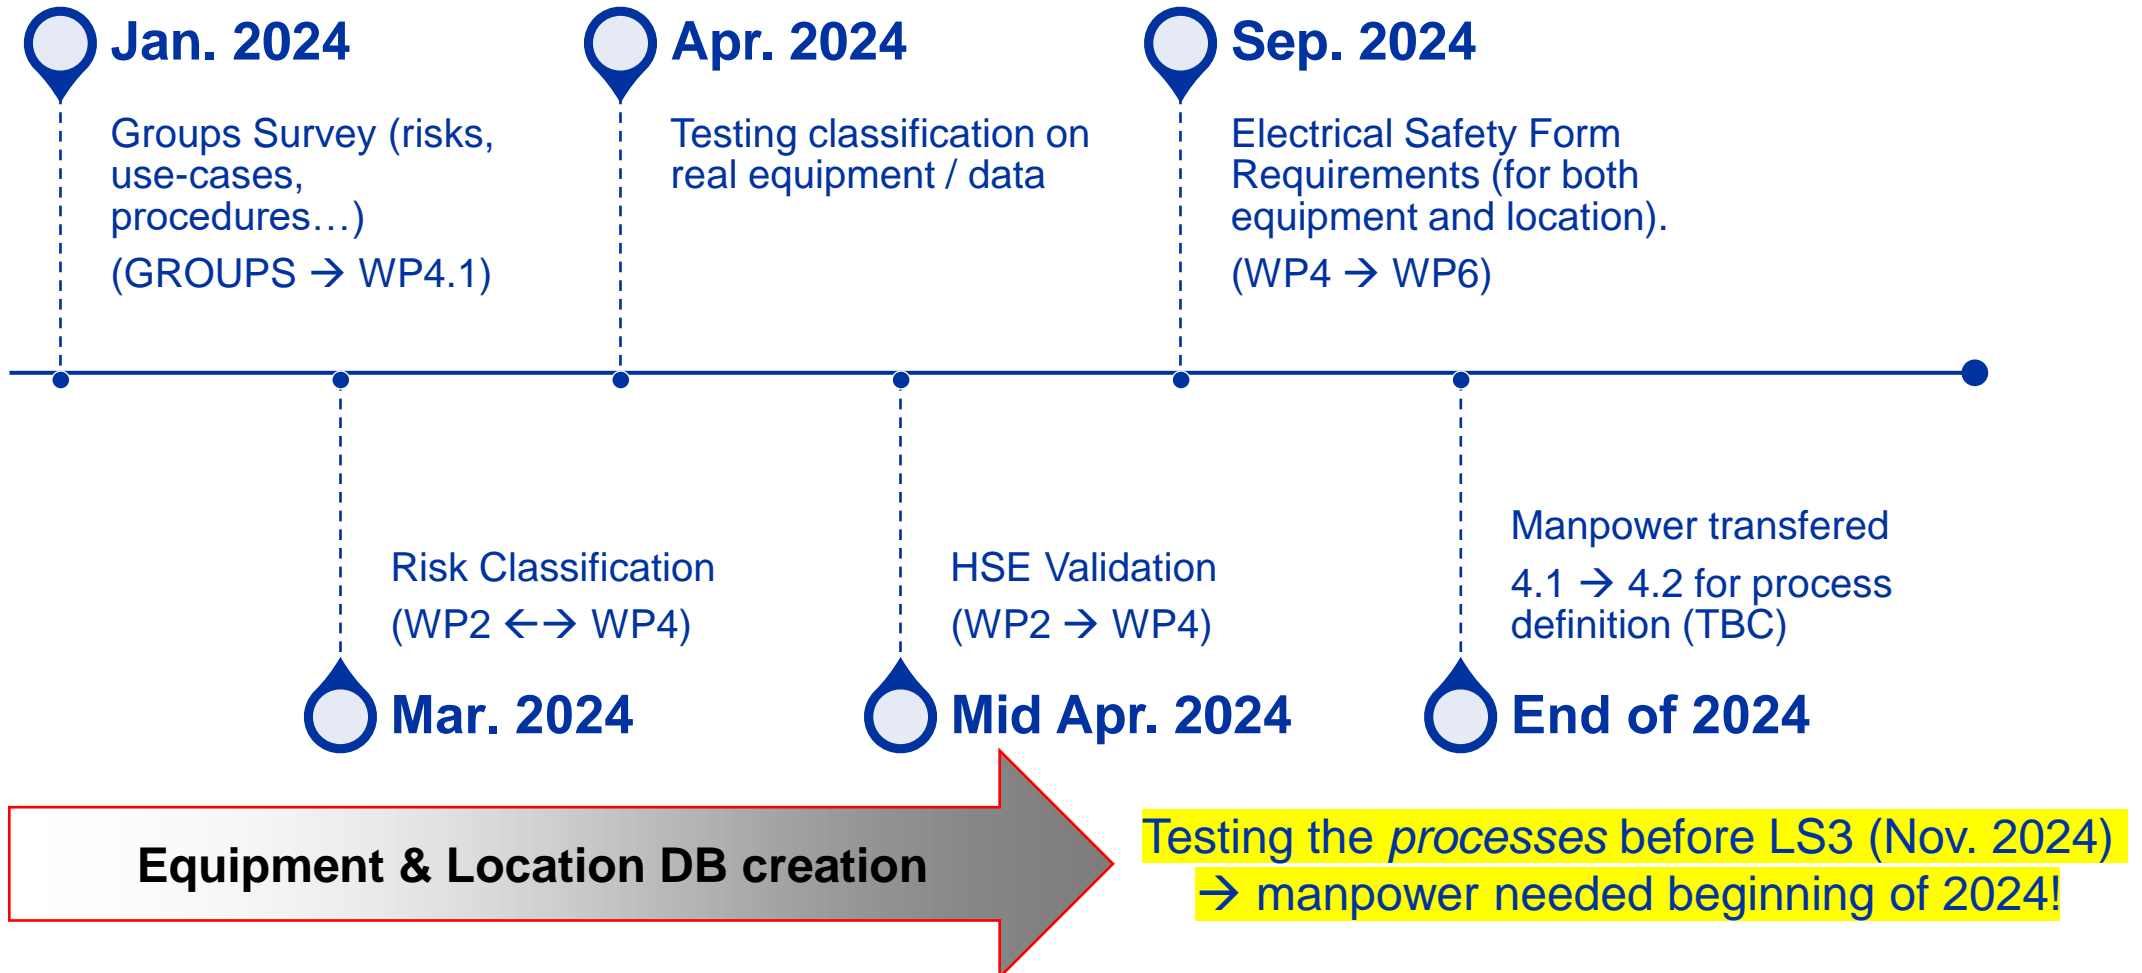 Jan. 2024
Groups Survey (risks,
use-cases,
procedures…)
(GROUPS → WP4.1)
Apr. 2024
Testing classification on
real equipment / data
Sep. 2024
Electrical Safety Form
Requirements (for both
equipment and location).
(WP4 → WP6)
Risk Classification
(WP2 ←→ WP4)
Mar. 2024
HSE Validation
(WP2 → WP4)
Mid Apr. 2024
Manpower transfered
4.1 → 4.2 for process
definition (TBC)
End of 2024
Equipment & Location DB creation
Testing the processes before LS3 (Nov. 2024)
→ manpower needed beginning of 2024!